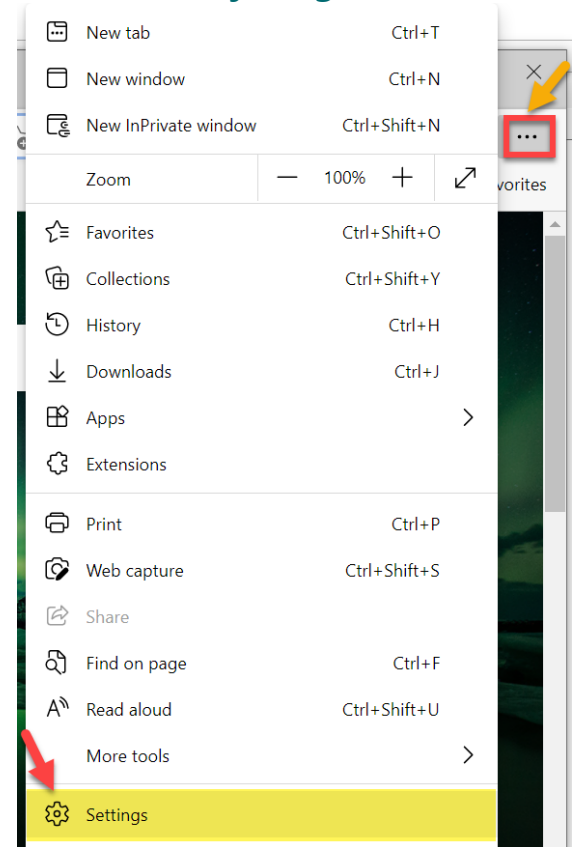 New tab Ctrl+T
New window Ctrl+N
New InPrivate window Ctrl+Shift+N
Zoom 100%
vorites
Favorites Ctrl+Shift+O
Collections Ctrl+Shift+Y
History Ctrl+H
Downloads Ctrl+J
Apps
Extensions
Print Ctrl+P
Web capture Ctrl+Shift+S
Share
Find on page Ctrl+F
Read aloud Ctrl+Shift+U
More tools
Settings